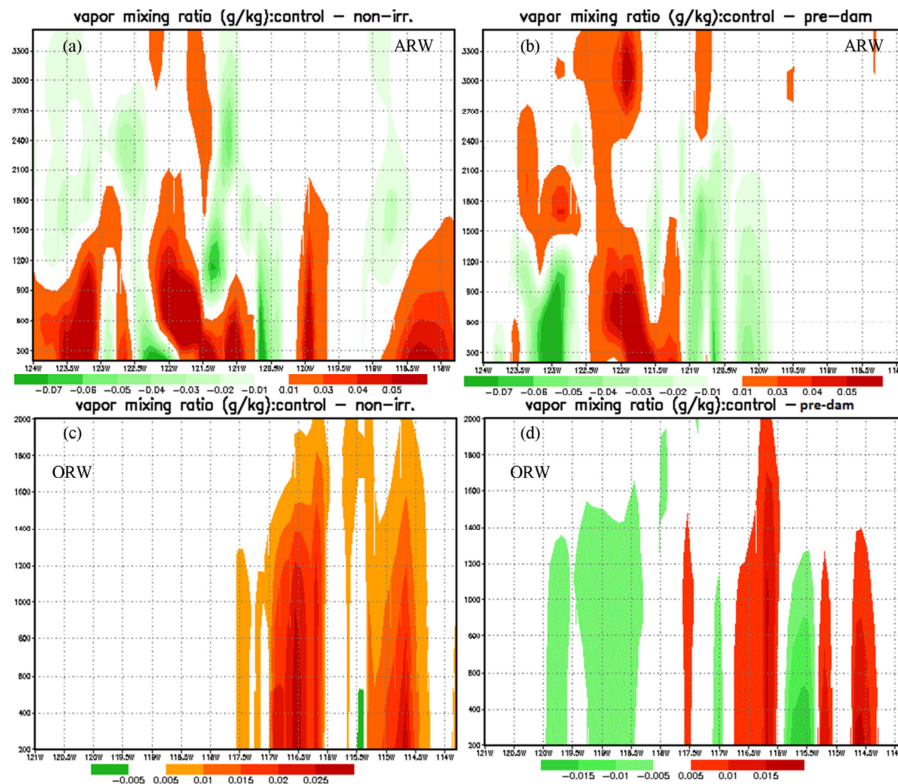 vapor mixing ratio (g/kg):control – non-irr.
(a) ARW
3300
3000
2700
2400
2100
1800
1500
1200
900
600
300
124W 123.5W 123W 122.5W 122W 121.5W 121W 120.5W 120W 119.5W 119W 118.5W 118W
−0.07 −0.06 −0.05 −0.04 −0.03 −0.02 −0.01 0.01 0.03 0.04 0.05
vapor mixing ratio (g/kg):control – pre-dam
(b) ARW
3300
3000
2700
2400
2100
1800
1500
1200
900
600
300
123.5W 123W 122.5W 122W 121.5W 121W 120.5W 120W 119.5W 119W 118.5W
−0.07 −0.06 −0.05 −0.04 −0.03 −0.02 −0.01 0.01 0.03 0.04 0.05
vapor mixing ratio (g/kg):control – non-irr.
(c)
ORW
2000
1800
1600
1400
1200
1000
800
600
400
200
121W 120.5W 120W 119.5W 119W 118.5W 118W 117.5W 117W 116.5W 116W 115.5W 115W 114.5W 114W
−0.005 0.005 0.01 0.015 0.02 0.025
vapor mixing ratio (g/kg):control – pre-dam
(d)
ORW
2000
1800
1600
1400
1200
1000
800
600
400
200
121W 120.5W 120W 119.5W 119W 118.5W 118W 117.5W 117W 116.5W 116W 115.5W 115W 114.5W 114W
−0.015 −0.01 −0.005 0.005 0.01 0.015